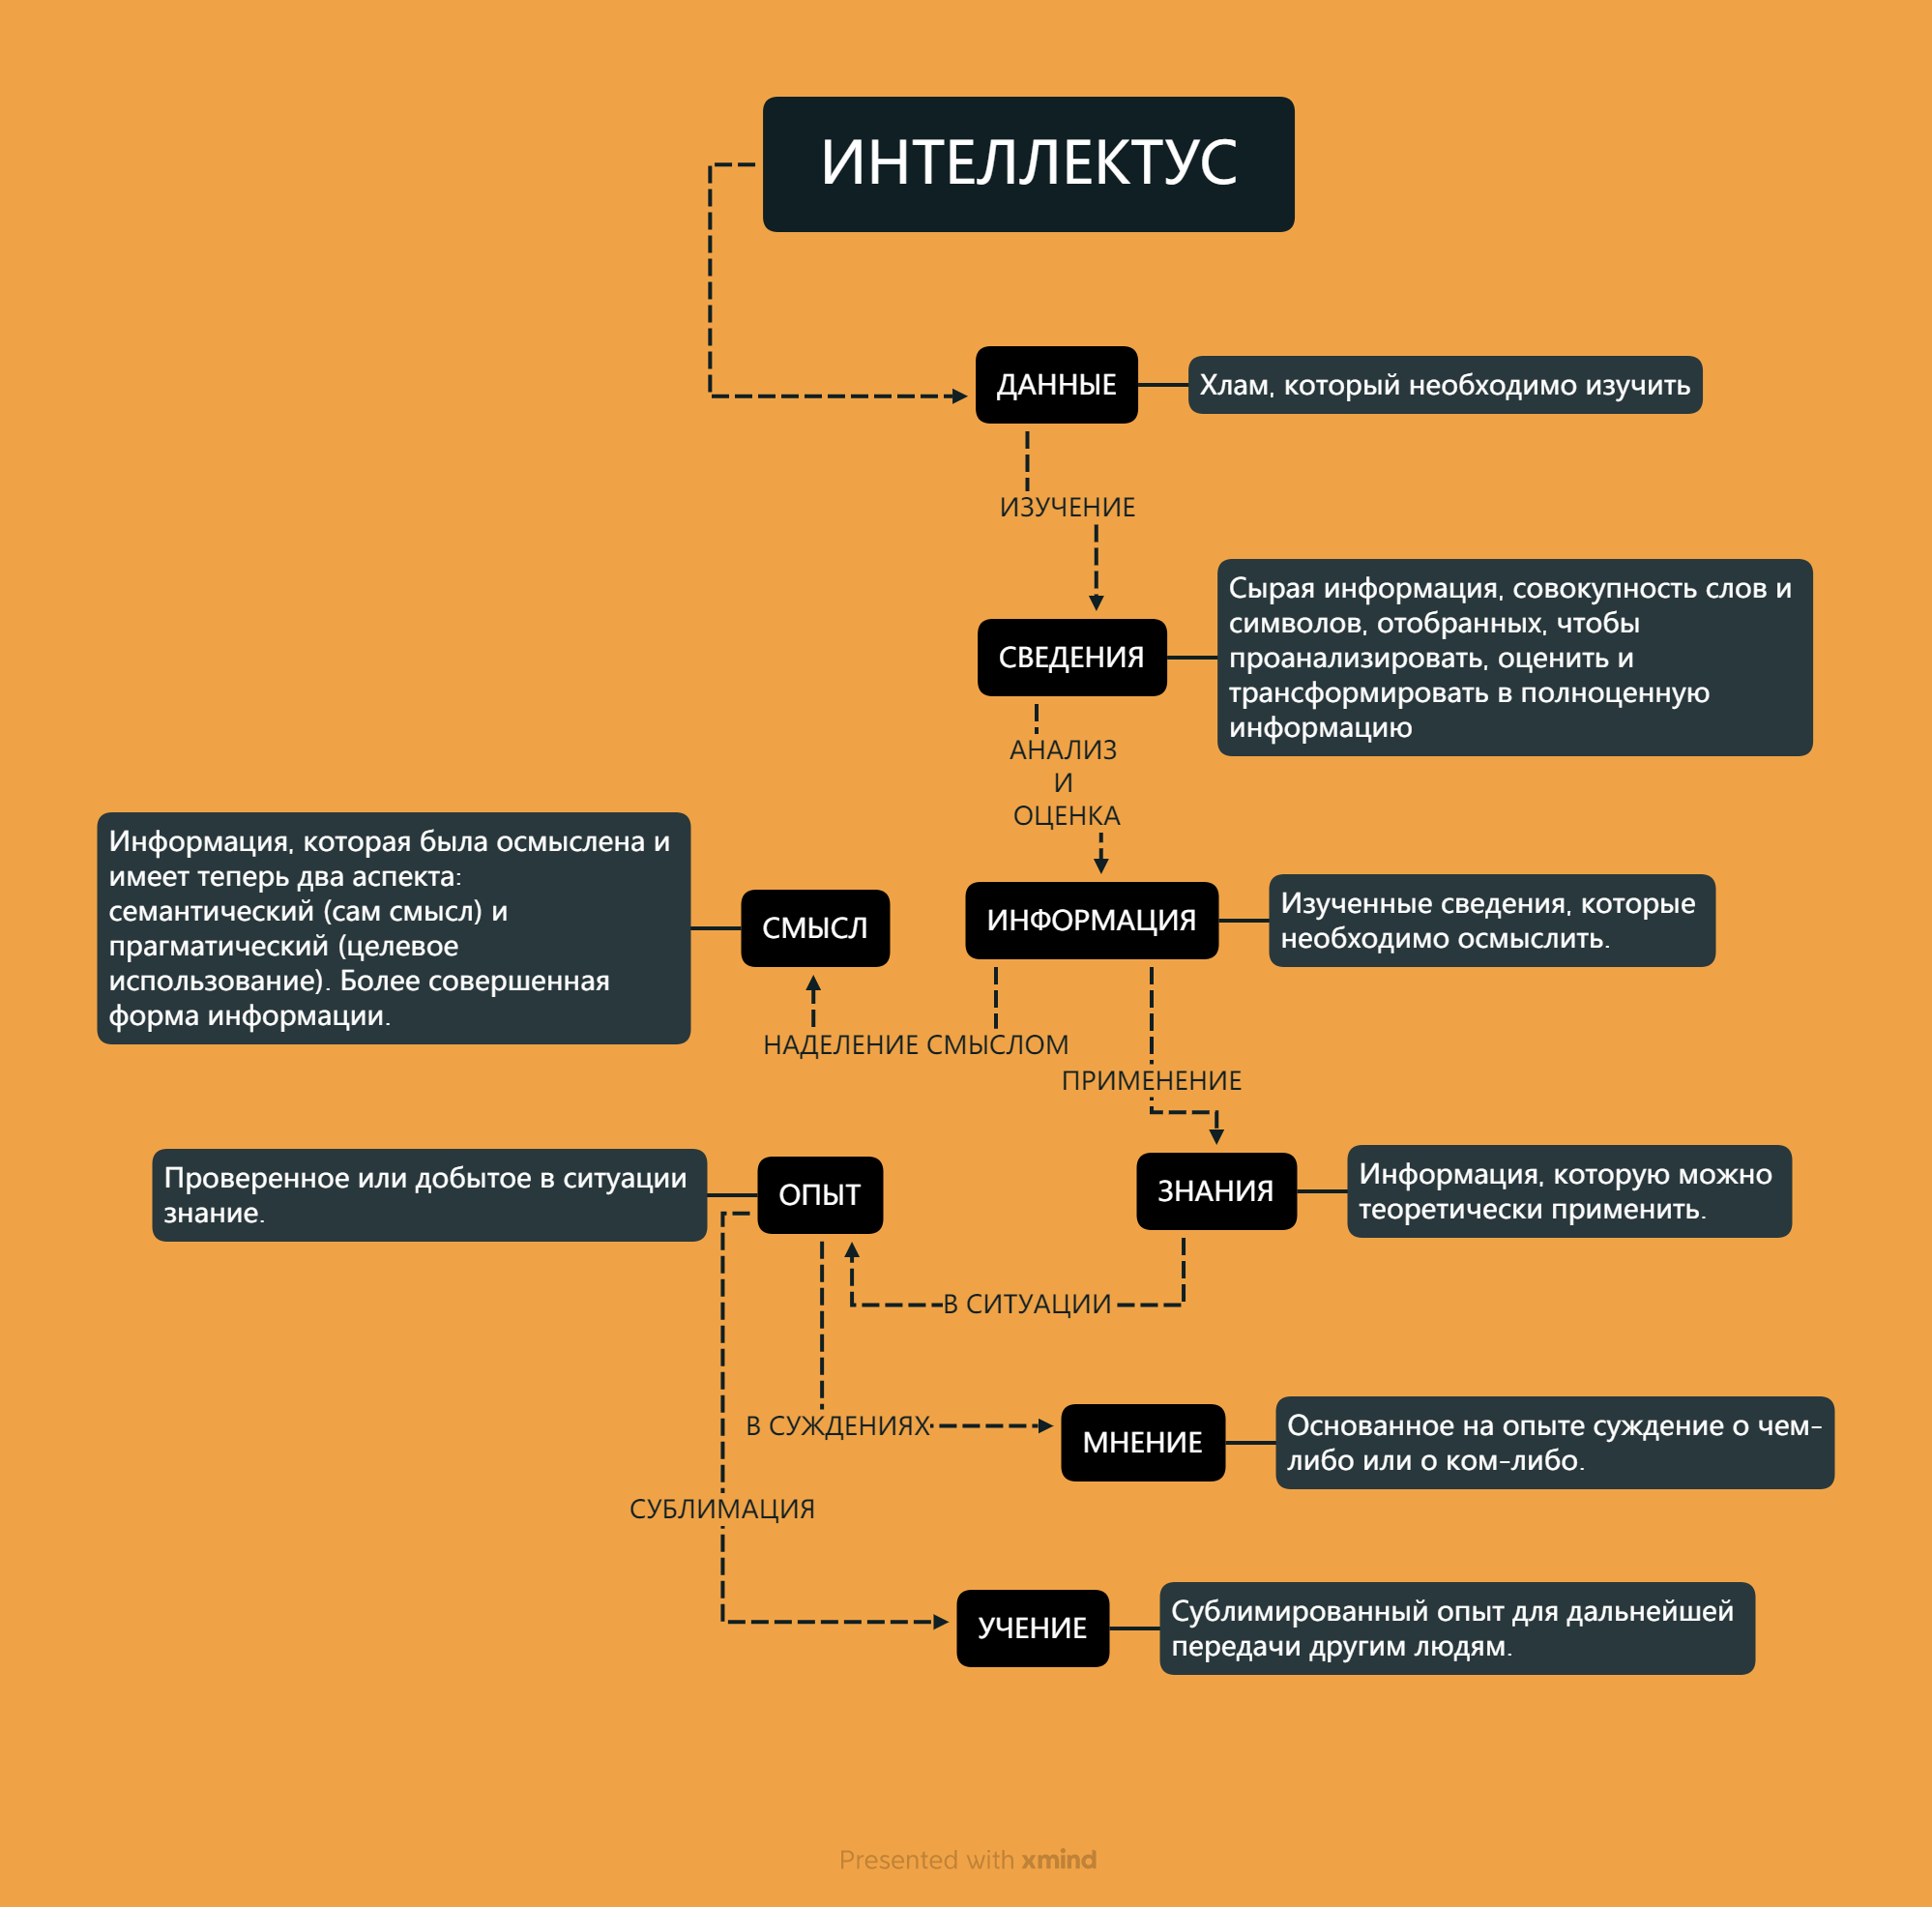 ИНТЕЛЛЕКТУС
ДАННЫЕ
Хлам, который необходимо изучить
ИЗУЧЕНИЕ
СВЕДЕНИЯ
Сырая информация, совокупность слов и
символов, отобранных, чтобы
проанализировать, оценить и
трансформировать в полноценную
информацию
АНАЛИЗ
И
ОЦЕНКА
Информация, которая была осмыслена и
имеет теперь два аспекта:
семантический (сам смысл) и
прагматический (целевое
использование). Более совершенная
форма информации.
СМЫСЛ
ИНФОРМАЦИЯ
Изученные сведения, которые
необходимо осмыслить.
НАДЕЛЕНИЕ СМЫСЛОМ
ПРИМЕНЕНИЕ
Проверенное или добытое в ситуации
знание.
ОПЫТ
ЗНАНИЯ
Информация, которую можно
теоретически применить.
В СИТУАЦИИ
В СУЖДЕНИЯХ
МНЕНИЕ
Основанное на опыте суждение о чем-
либо или о ком-либо.
СУБЛИМАЦИЯ
УЧЕНИЕ
Сублимированный опыт для дальнейшей
передачи другим людям.
Presented with xmind